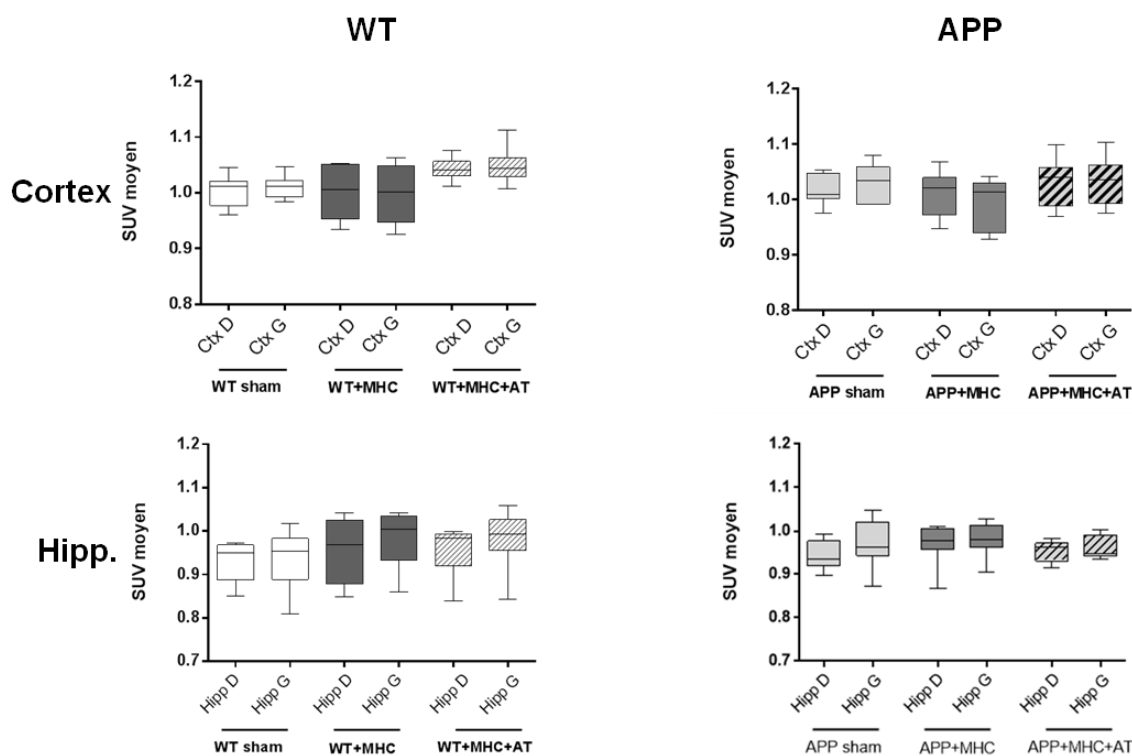 WT
APP
Cortex
SUV moyen
1.2
1.1
1.0
0.9
0.8
Ctx D
Ctx G
Ctx D
Ctx G
Ctx D
Ctx G
WT sham
WT+MHC
WT+MHC+AT
SUV moyen
1.2
1.1
1.0
0.9
0.8
Ctx D
Ctx G
Ctx D
Ctx G
Ctx D
Ctx G
APP sham
APP+MHC
APP+MHC+AT
Hipp.
SUV moyen
1.2
1.1
1.0
0.9
0.8
0.7
Hipp D
Hipp G
Hipp D
Hipp G
Hipp D
Hipp G
WT sham
WT+MHC
WT+MHC+AT
SUV moyen
1.2
1.1
1.0
0.9
0.8
0.7
Hipp D
Hipp G
Hipp D
Hipp G
Hipp D
Hipp G
APP sham
APP+MHC
APP+MHC+AT